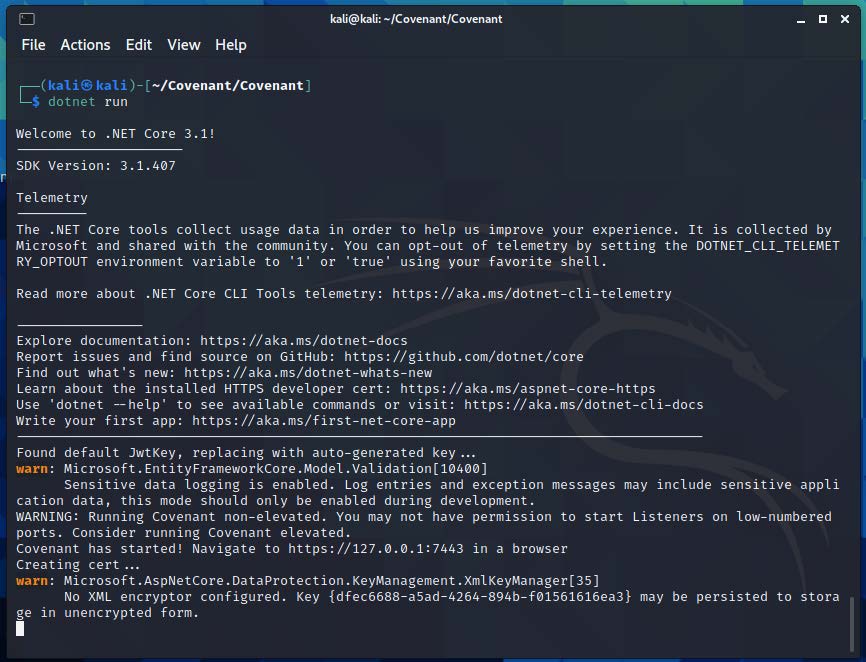 kali@kali: ~/Covenant/Covenant
File Actions Edit View Help
(kali㉿kali)-[~/Covenant/Covenant]
$ dotnet run
Welcome to .NET Core 3.1!
SDK Version: 3.1.407
Telemetry
The .NET Core tools collect usage data in order to help us improve your experience. It is collected by
Microsoft and shared with the community. You can opt-out of telemetry by setting the DOTNET_CLI_TELEMET
RY_OPTOUT environment variable to '1' or 'true' using your favorite shell.
Read more about .NET Core CLI Tools telemetry: https://aka.ms/dotnet-cli-telemetry
Explore documentation: https://aka.ms/dotnet-docs
Report issues and find source on GitHub: https://github.com/dotnet/core
Find out what's new: https://aka.ms/dotnet-whats-new
Learn about the installed HTTPS developer cert: https://aka.ms/aspnet-core-https
Use 'dotnet --help' to see available commands or visit: https://aka.ms/dotnet-cli-docs
Write your first app: https://aka.ms/first-net-core-app
Found default JwtKey, replacing with auto-generated key...
warn: Microsoft.EntityFrameworkCore.Model.Validation[10400]
Sensitive data logging is enabled. Log entries and exception messages may include sensitive appli
cation data, this mode should only be enabled during development.
WARNING: Running Covenant non-elevated. You may not have permission to start Listeners on low-numbered
ports. Consider running Covenant elevated.
Covenant has started! Navigate to https://127.0.0.1:7443 in a browser
Creating cert...
warn: Microsoft.AspNetCore.DataProtection.KeyManagement.XmlKeyManager[35]
No XML encryptor configured. Key {dfec6688-a5ad-4264-894b-f01561616ea3} may be persisted to stora
ge in unencrypted form.